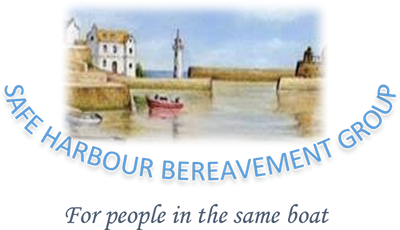 SAFE HARBOUR BEREAVEMENT GROUP
For people in the same boat